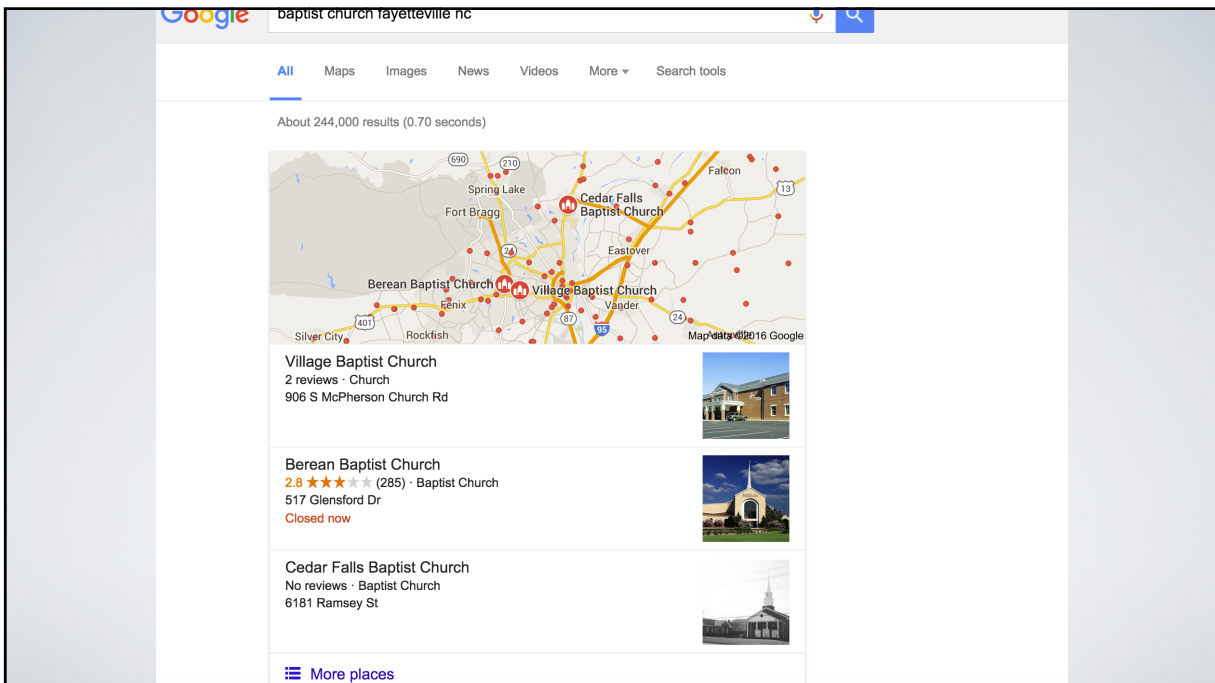 Google
baptist church fayetteville nc
All Maps Images News Videos More Search tools
About 244,000 results (0.70 seconds)
690
210
Falcon
13
Spring Lake
Cedar Falls
Baptist Church
Fort Bragg
24
Eastover
Berean Baptist Church
Village Baptist Church
Fenix
Vander
401
87
95
24
Silver City
Rockfish
Map data ©2016 Google
Village Baptist Church
2 reviews · Church
906 S McPherson Church Rd
Berean Baptist Church
2.8 ★★★★★ (285) · Baptist Church
517 Glensford Dr
Closed now
Cedar Falls Baptist Church
No reviews · Baptist Church
6181 Ramsey St
More places